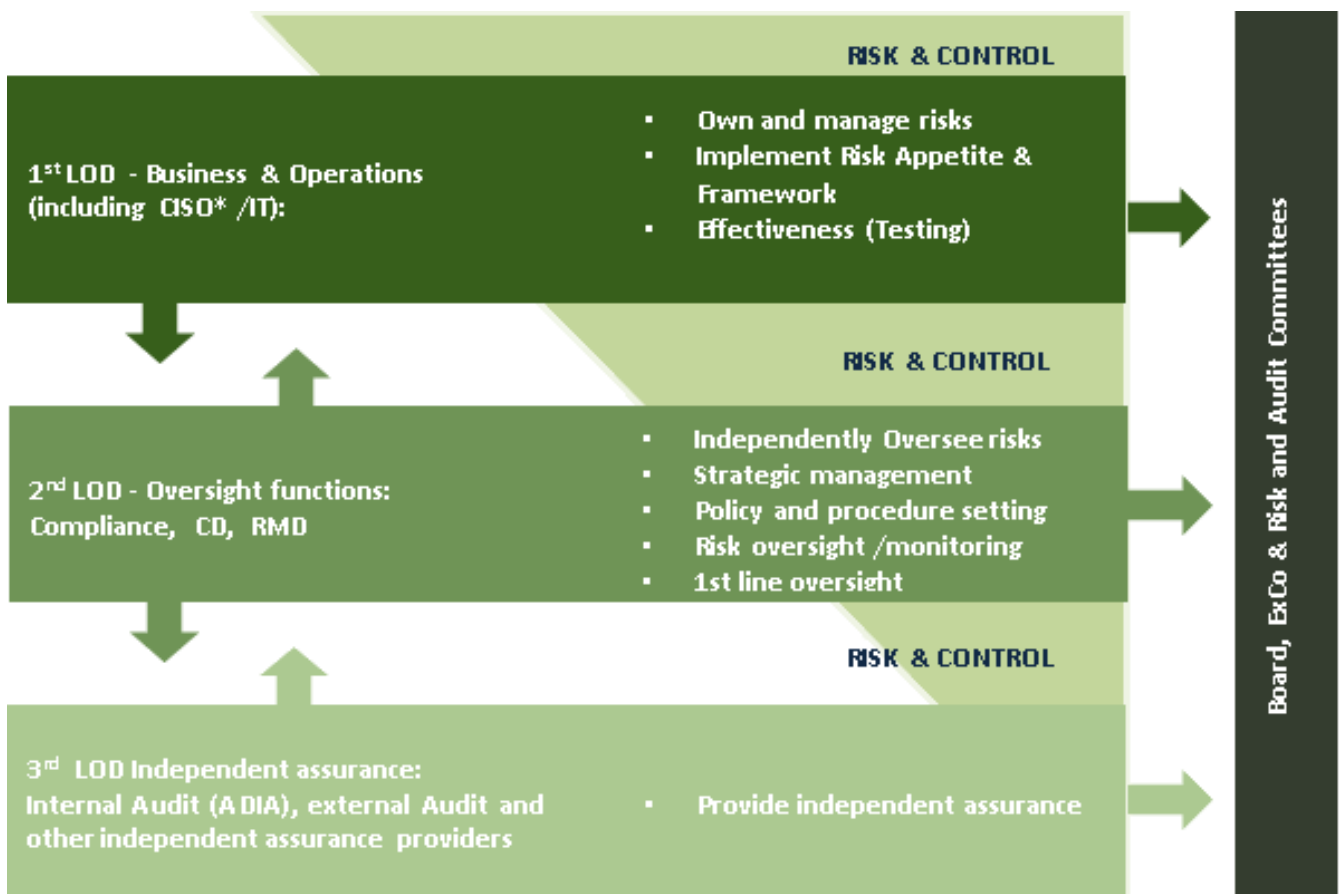 RISK & CONTROL
1st LOD - Business & Operations
(including CISO* /IT):
▪ Own and manage risks
▪ Implement Risk Appetite &
Framework
▪ Effectiveness (Testing)
RISK & CONTROL
2nd LOD - Oversight functions:
Compliance, CD, RMD
▪ Independently Oversee risks
▪ Strategic management
▪ Policy and procedure setting
▪ Risk oversight /monitoring
▪ 1st line oversight
RISK & CONTROL
3rd LOD Independent assurance:
Internal Audit (ADIA), external Audit and
other independent assurance providers
▪ Provide independent assurance
Board, ExCo & Risk and Audit Committees